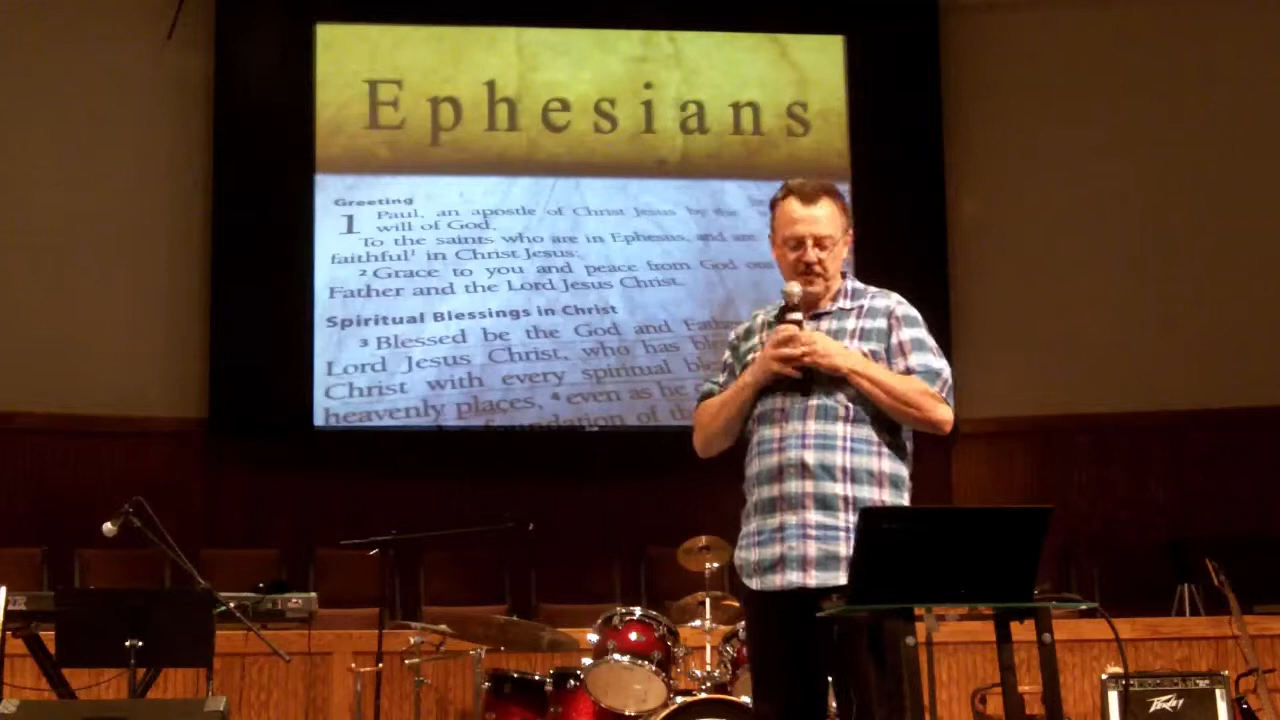 Ephesians
Greeting
1 Paul, an apostle of Christ Jesus by the
will of God,
To the saints who are in Ephesus, and are
faithful¹ in Christ Jesus:
² Grace to you and peace from God
Father and the Lord Jesus Christ.
Spiritual Blessings in Christ
³ Blessed be the God and
Lord Jesus Christ, who has
Christ with every spiritual
heavenly places, ⁴ even as he
foundation of
Peavey